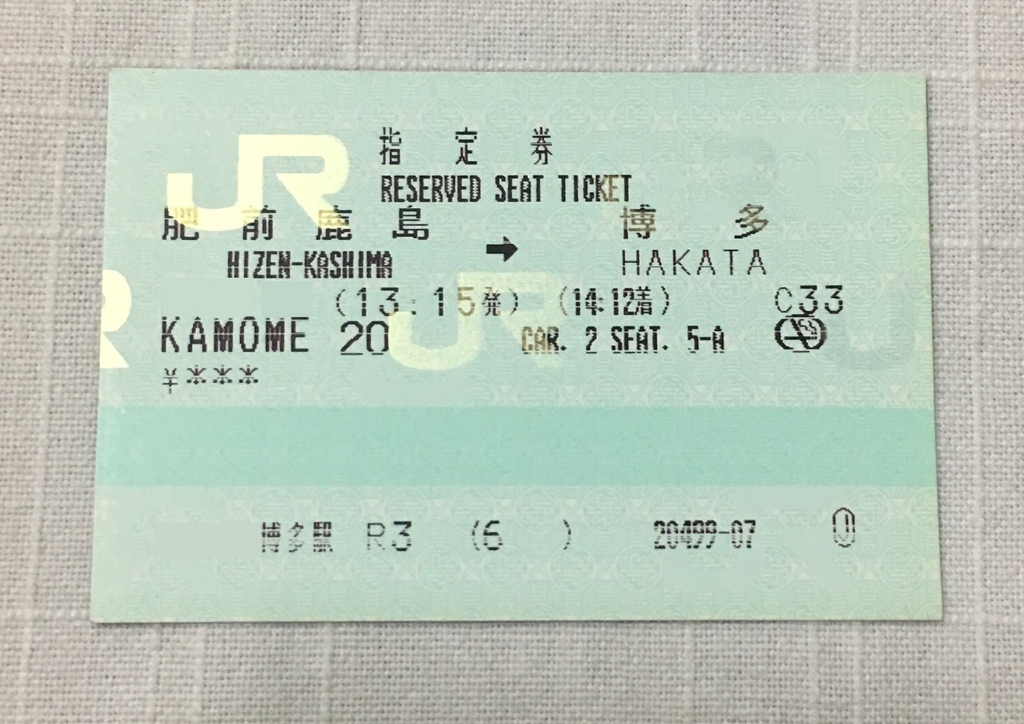 JR
指定券
RESERVED SEAT TICKET
肥前鹿島 → 博多
HIZEN-KASHIMA HAKATA
(13:15発) (14:12着) C33
KAMOME 20 CAR. 2 SEAT. 5-A
JR
¥***
博多駅 R3 (6 ) 20499-07